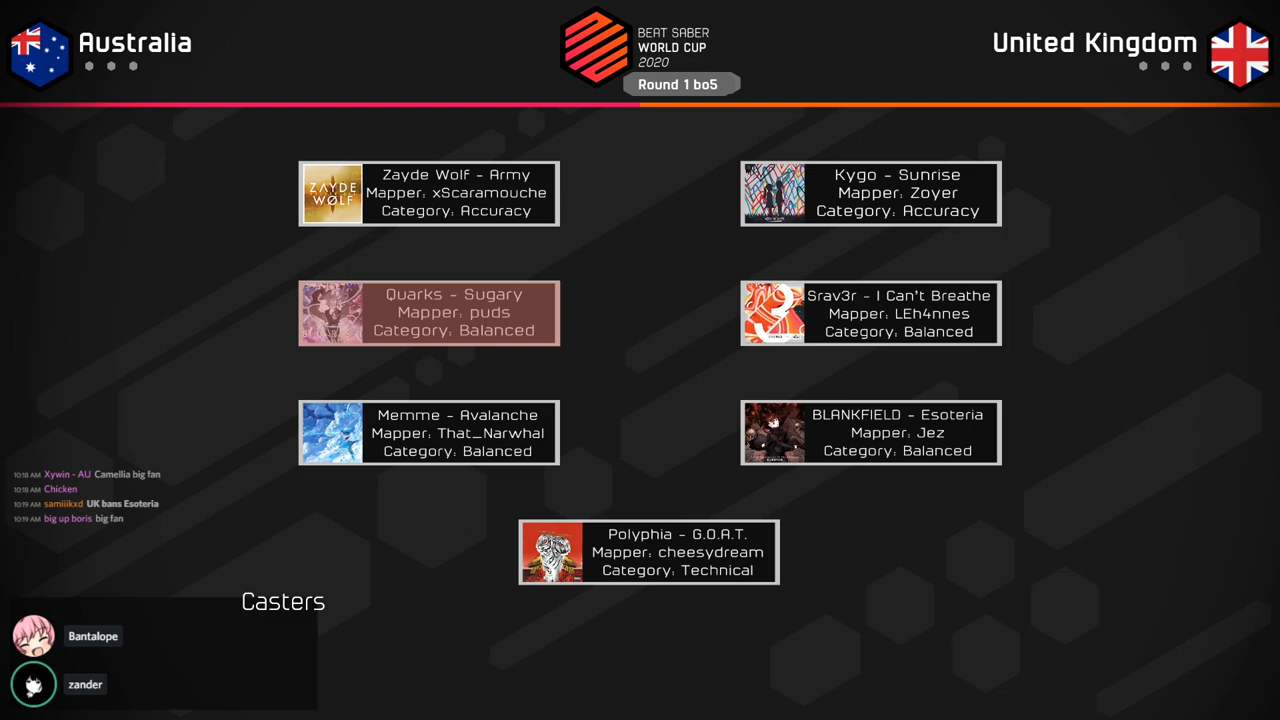 Australia
BEAT SABER
WORLD CUP
2020
Round 1 bo5
United Kingdom
ZAYDE
WØLF
Zayde Wolf - Army
Mapper: xScaramouche
Category: Accuracy
Kygo - Sunrise
Mapper: Zoyer
Category: Accuracy
Quarks - Sugary
Mapper: puds
Category: Balanced
Srav3r - I Can't Breathe
Mapper: LEh4nnes
Category: Balanced
Memme - Avalanche
Mapper: That_Narwhal
Category: Balanced
BLANKFIELD - Esoteria
Mapper: Jez
Category: Balanced
10:18 AM Xywin - AU Camellia big fan
10:18 AM Chicken
10:19 AM samiiikxd UK bans Esoteria
10:19 AM big up boris big fan
Polyphia - G.O.A.T.
Mapper: cheesydream
Category: Technical
Casters
Bantalope
zander